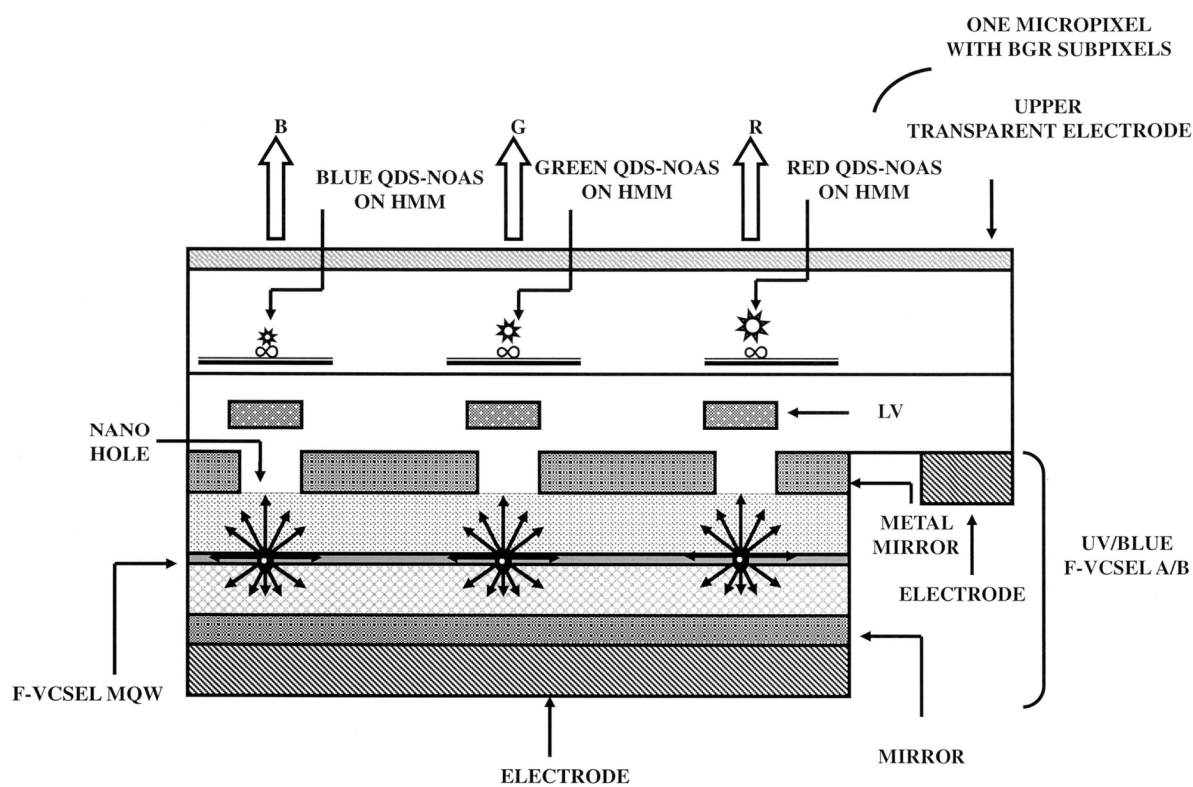 ONE MICROPIXEL
WITH BGR SUBPIXELS
UPPER
TRANSPARENT ELECTRODE
B
G
R
BLUE QDS-NOAS
ON HMM
GREEN QDS-NOAS
ON HMM
RED QDS-NOAS
ON HMM
LV
NANO
HOLE
METAL
MIRROR
ELECTRODE
UV/BLUE
F-VCSEL A/B
F-VCSEL MQW
MIRROR
ELECTRODE